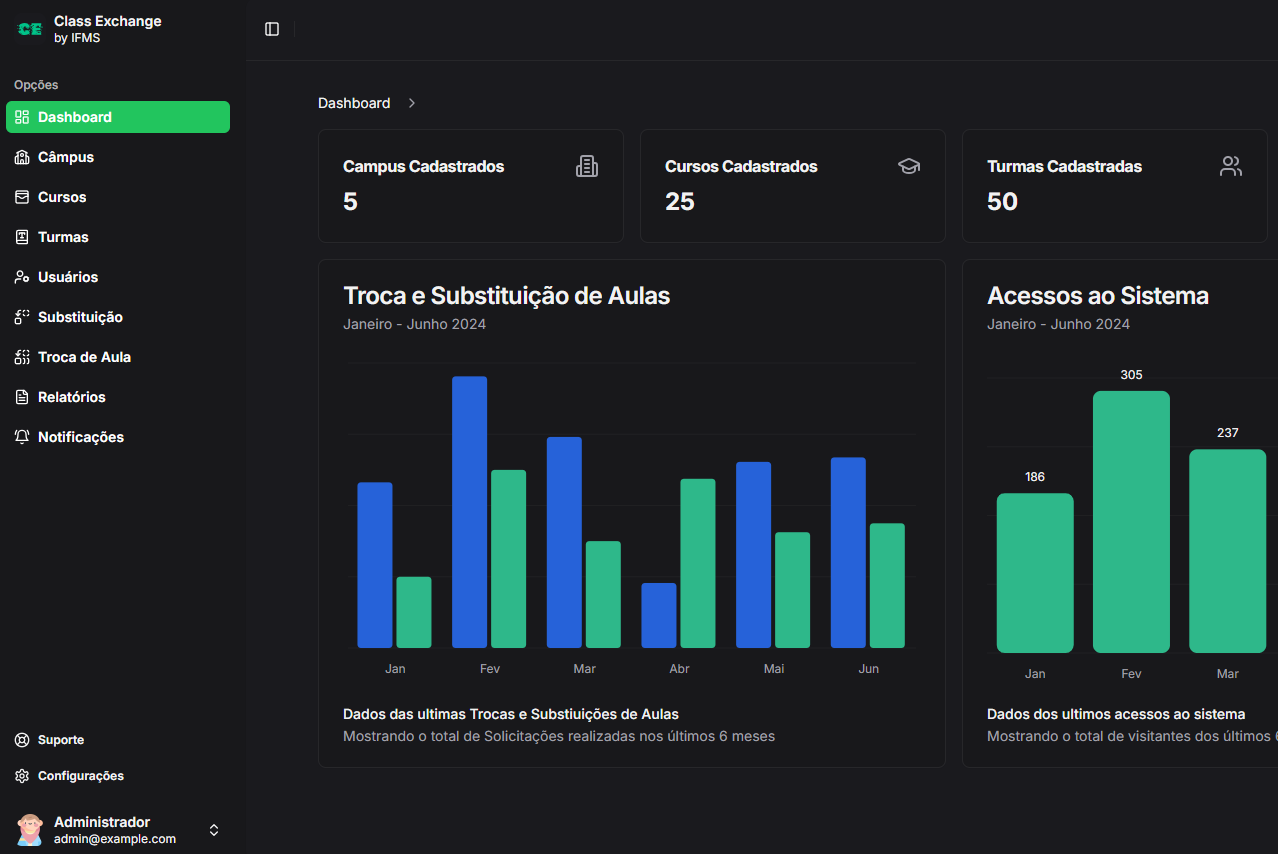 CE
Class Exchange
by IFMS
Opções
Dashboard
Câmpus
Cursos
Turmas
Usuários
Substituição
Troca de Aula
Relatórios
Notificações
Suporte
Configurações
Administrador
admin@example.com
Dashboard
Campus Cadastrados
5
Cursos Cadastrados
25
Turmas Cadastradas
50
Troca e Substituição de Aulas
Janeiro - Junho 2024
Jan Fev Mar Abr Mai Jun
Dados das ultimas Trocas e Substiuições de Aulas
Mostrando o total de Solicitações realizadas nos últimos 6 meses
Acessos ao Sistema
Janeiro - Junho 2024
186 305 237
Jan Fev Mar
Dados dos ultimos acessos ao sistema
Mostrando o total de visitantes dos últimos 6